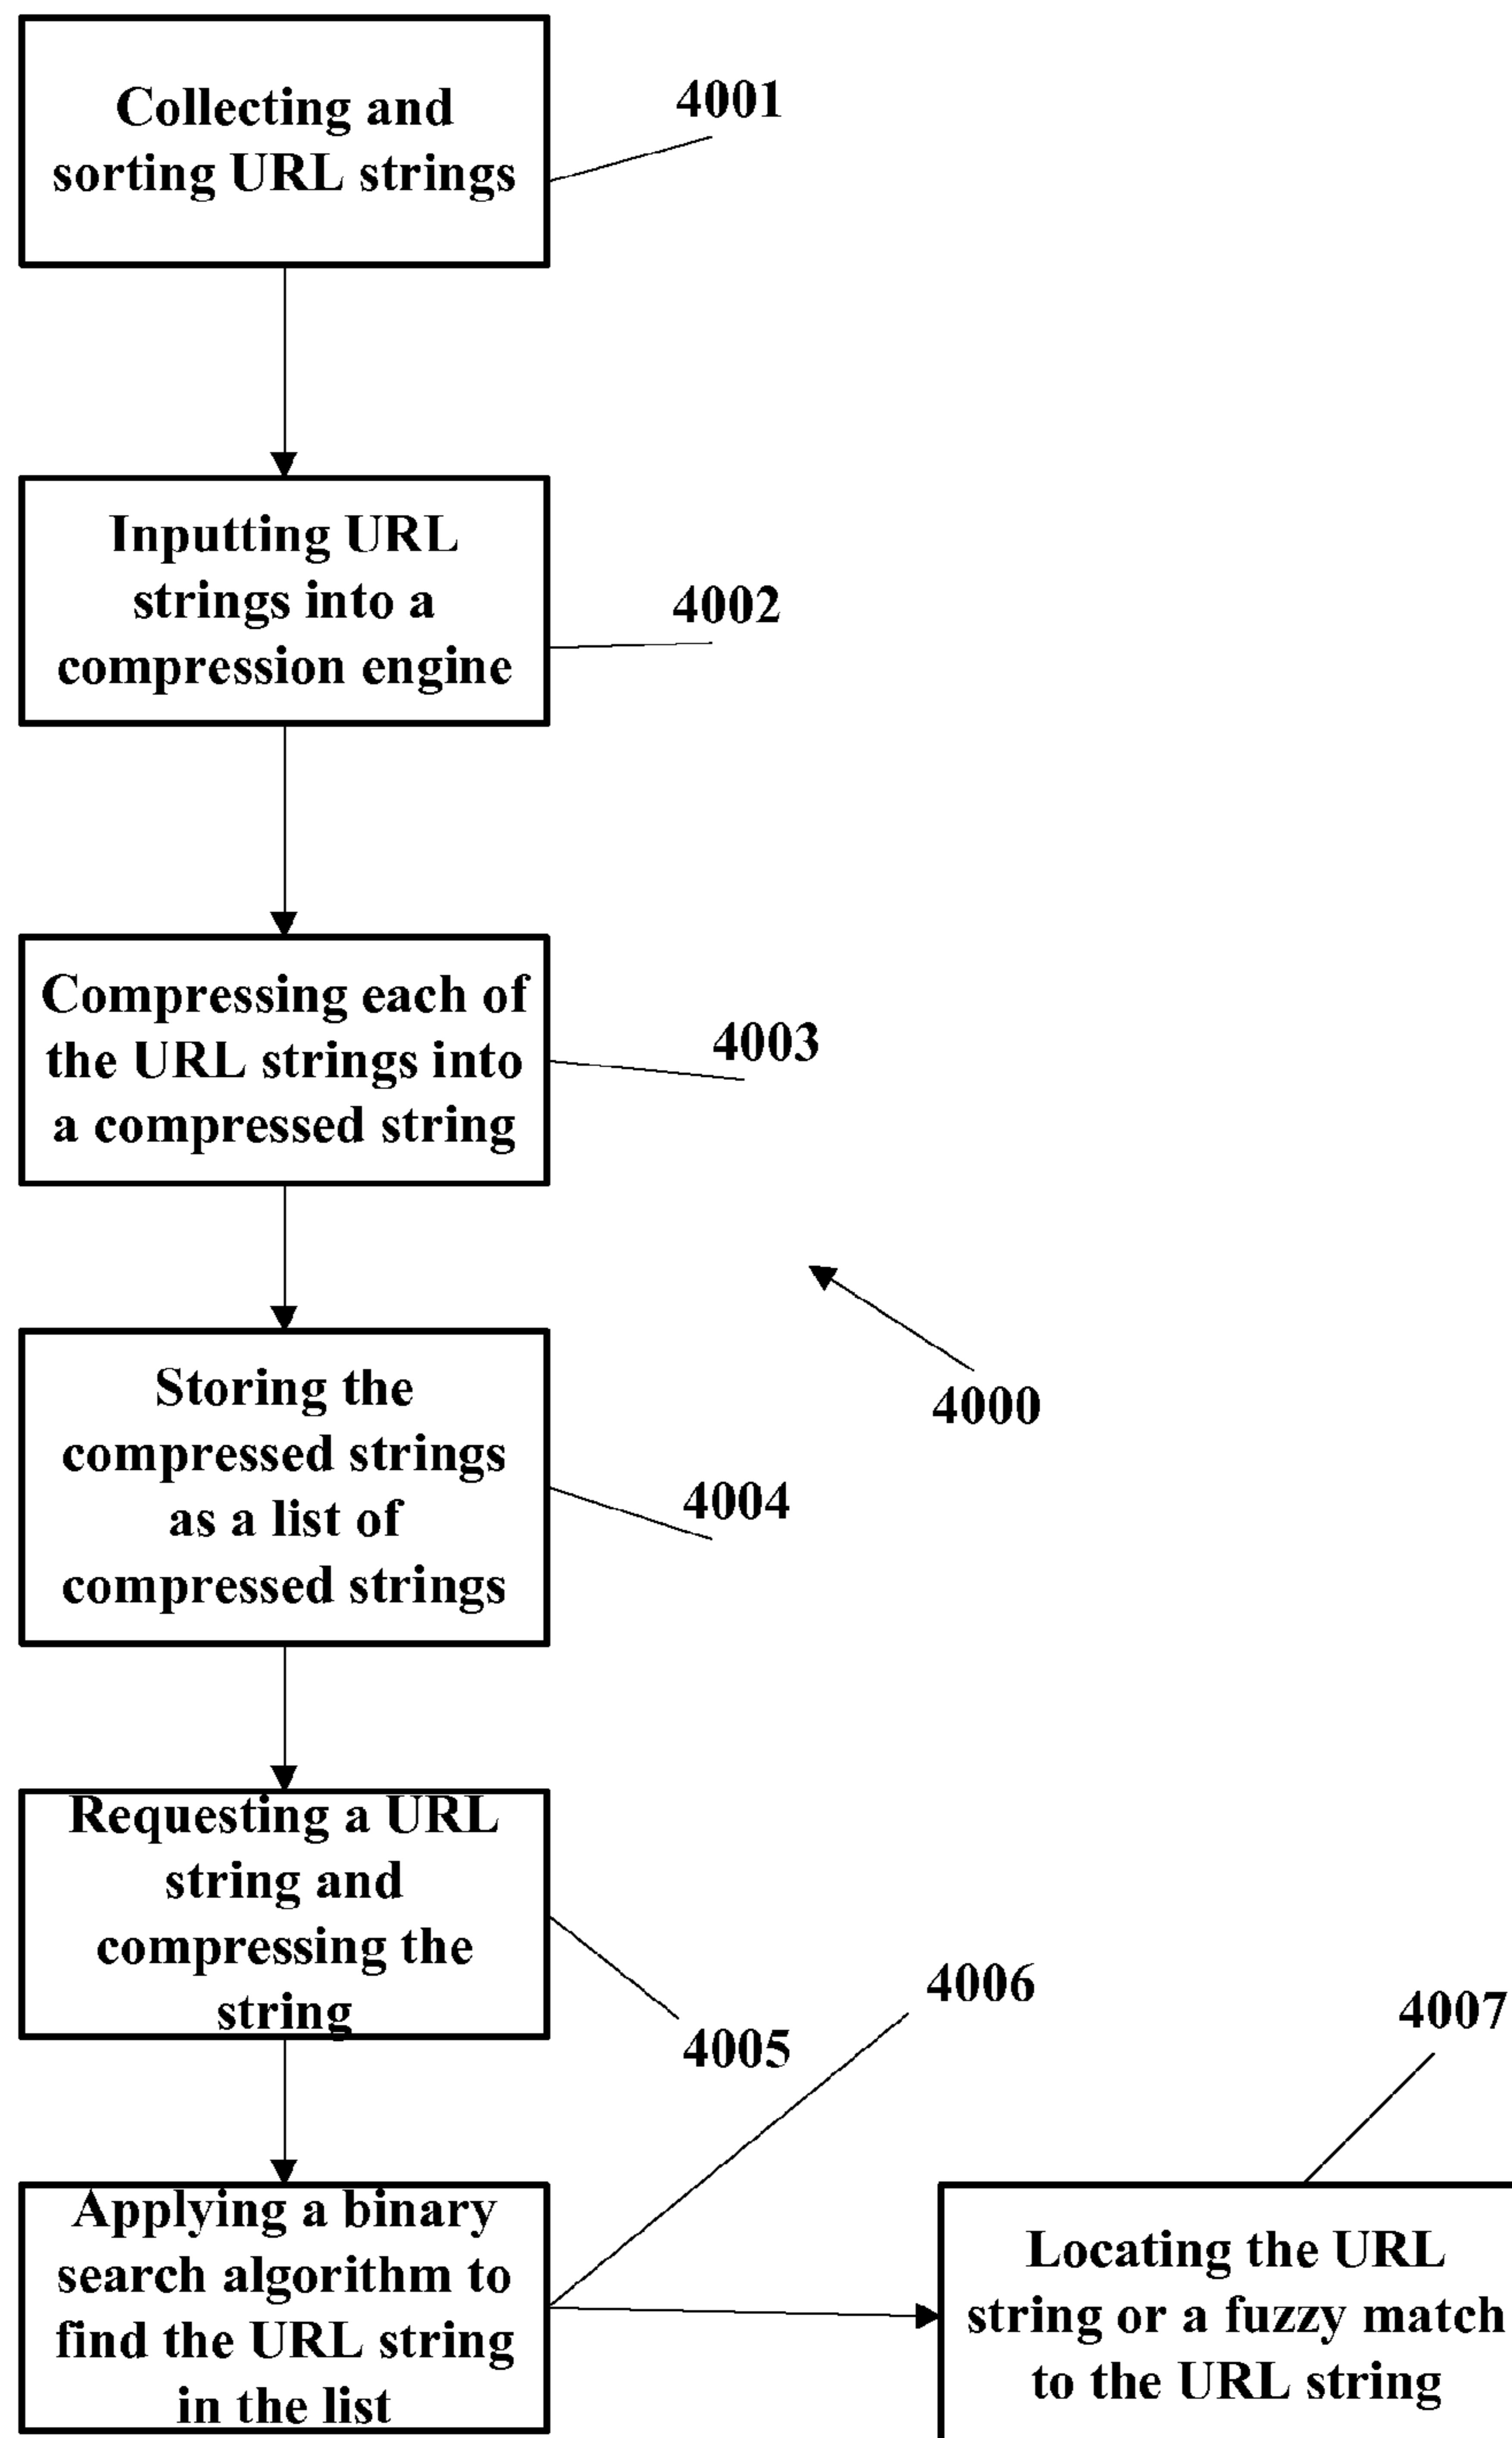 Collecting and
sorting URL strings
4001
Inputting URL
strings into a
compression engine
4002
Compressing each of
the URL strings into
a compressed string
4003
4000
Storing the
compressed strings
as a list of
compressed strings
4004
Requesting a URL
string and
compressing the
string
4005
4006
4007
Applying a binary
search algorithm to
find the URL string
in the list
Locating the URL
string or a fuzzy match
to the URL string